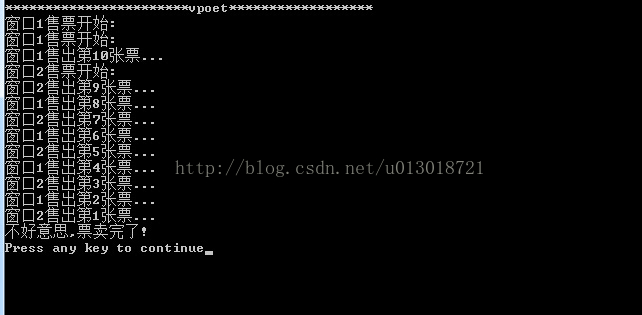 ***********************vpoet******************
窗口1售票开始:
窗口1售票开始:
窗口1售出第10张票...
窗口2售票开始:
窗口2售出第9张票...
窗口1售出第8张票...
窗口2售出第7张票...
窗口1售出第6张票...
窗口2售出第5张票...
窗口1售出第4张票...
窗口2售出第3张票...
窗口1售出第2张票...
窗口2售出第1张票...
不好意思,票卖完了!
Press any key to continue_
http://blog.csdn.net/u013018721